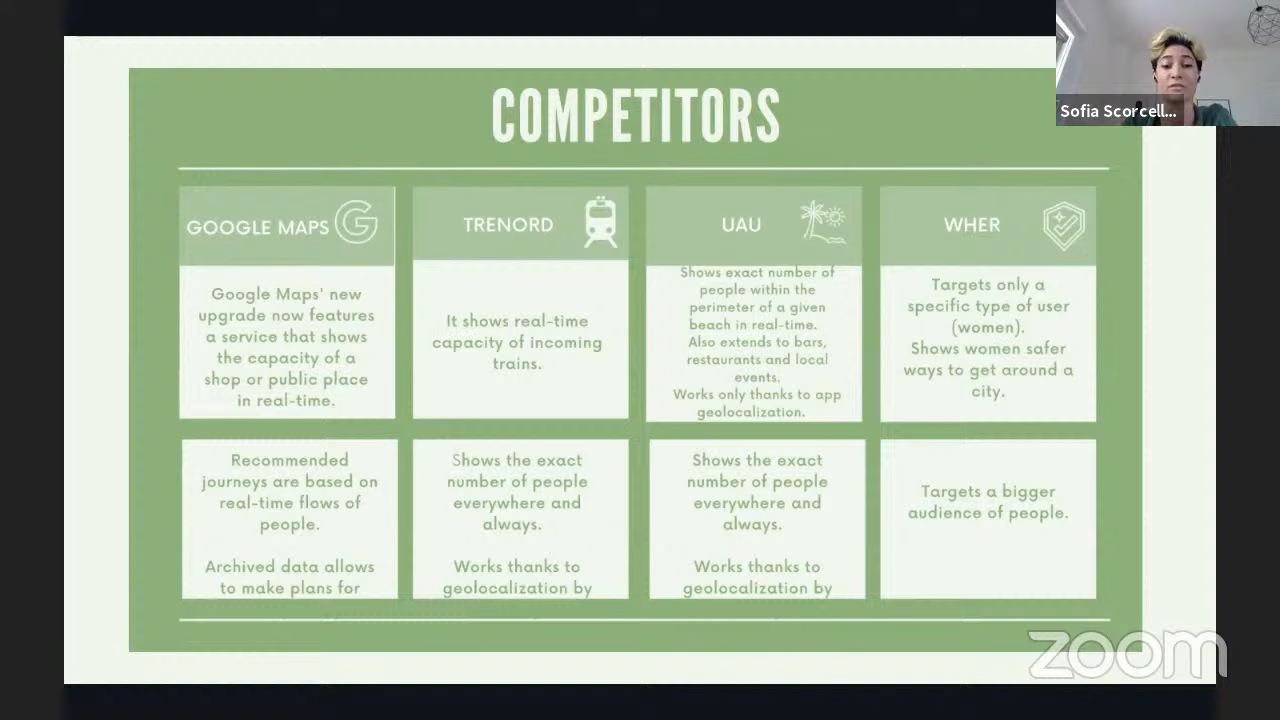 COMPETITORS
Sofia Scorcell...
GOOGLE MAPS
TRENORD
UAU
WHER
Google Maps' new
upgrade now features
a service that shows
the capacity of a
shop or public place
in real-time.
It shows real-time
capacity of incoming
trains.
Shows exact number of
people within the
perimeter of a given
beach in real-time.
Also extends to bars,
restaurants and local
events.
Works only thanks to app
geolocalization.
Targets only a
specific type of user
(women).
Shows women safer
ways to get around a
city.
Recommended
journeys are based on
real-time flows of
people.
Archived data allows
to make plans for
Shows the exact
number of people
everywhere and
always.
Works thanks to
geolocalization by
Shows the exact
number of people
everywhere and
always.
Works thanks to
geolocalization by
Targets a bigger
audience of people.
zoom